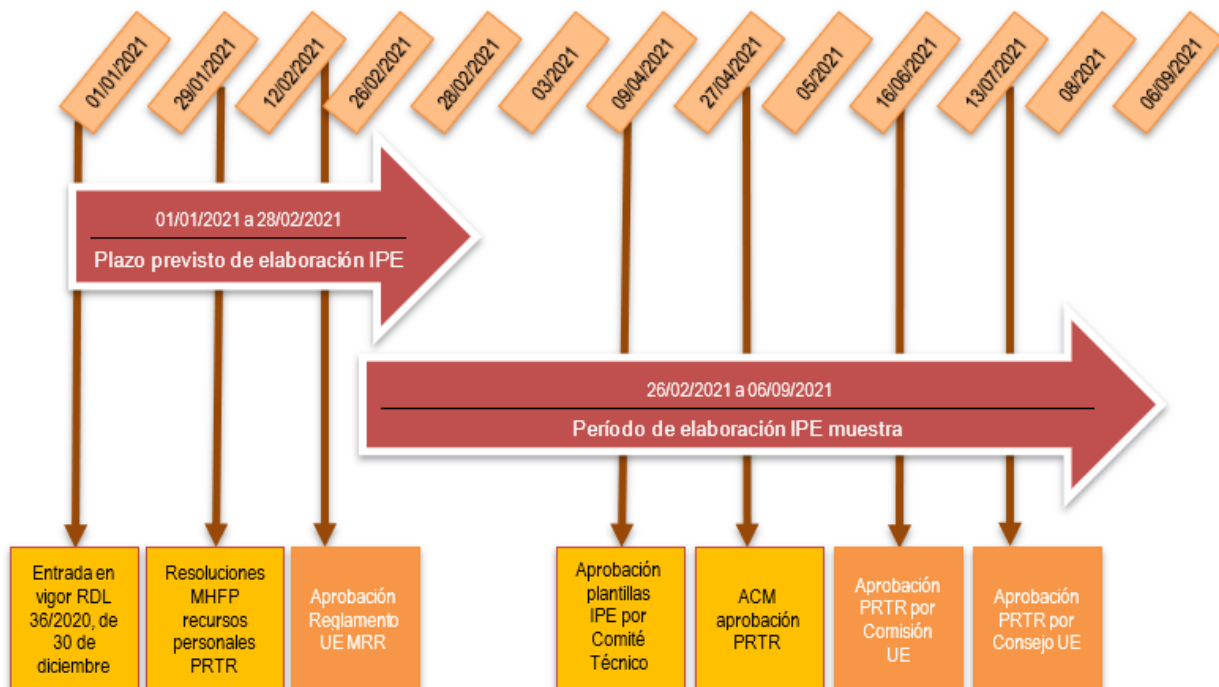 01/01/2021
29/01/2021
12/02/2021
26/02/2021
28/02/2021
03/2021
09/04/2021
27/04/2021
05/2021
16/06/2021
13/07/2021
08/2021
06/09/2021
01/01/2021 a 28/02/2021
Plazo previsto de elaboración IPE
26/02/2021 a 06/09/2021
Período de elaboración IPE muestra
Entrada en
vigor RDL
36/2020, de
30 de
diciembre
Resoluciones
MHFP
recursos
personales
PRTR
Aprobación
Reglamento
UE MRR
Aprobación
plantillas
IPE por
Comité
Técnico
ACM
aprobación
PRTR
Aprobación
PRTR por
Comisión
UE
Aprobación
PRTR por
Consejo UE